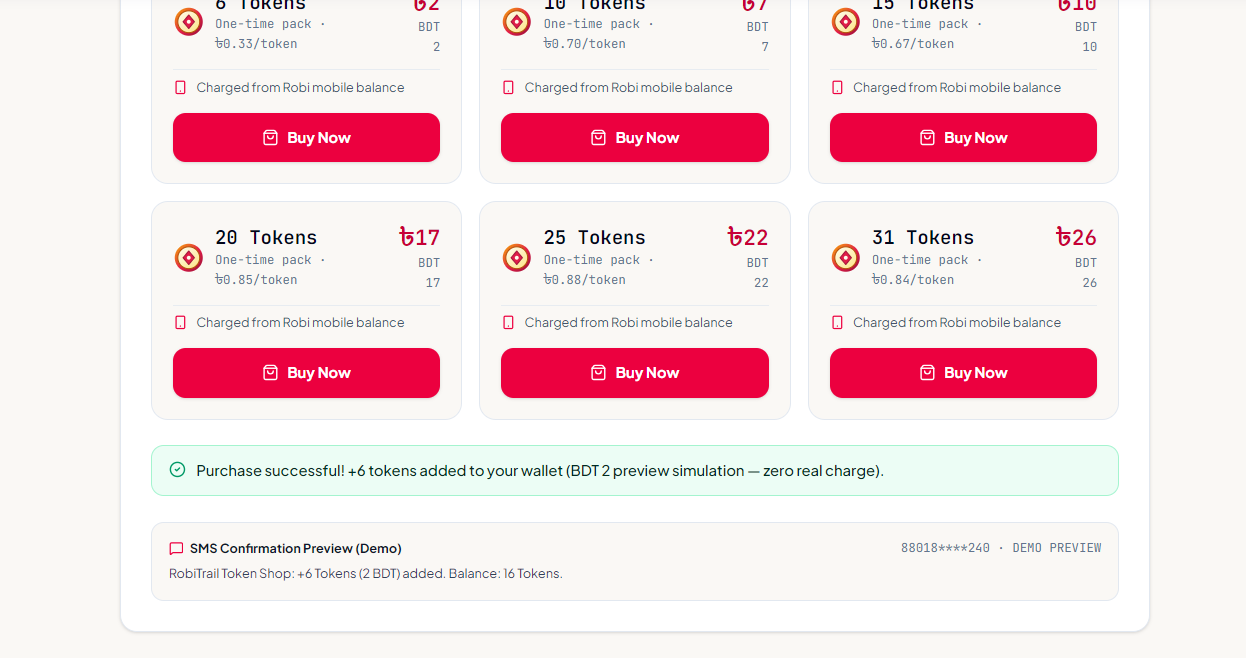 6 Tokens
৳2
One-time pack ·
৳0.33/token
BDT
2
Charged from Robi mobile balance
Buy Now
10 Tokens
৳7
One-time pack ·
৳0.70/token
BDT
7
Charged from Robi mobile balance
Buy Now
15 Tokens
৳10
One-time pack ·
৳0.67/token
BDT
10
Charged from Robi mobile balance
Buy Now
20 Tokens
৳17
One-time pack ·
৳0.85/token
BDT
17
Charged from Robi mobile balance
Buy Now
25 Tokens
৳22
One-time pack ·
৳0.88/token
BDT
22
Charged from Robi mobile balance
Buy Now
31 Tokens
৳26
One-time pack ·
৳0.84/token
BDT
26
Charged from Robi mobile balance
Buy Now
Purchase successful! +6 tokens added to your wallet (BDT 2 preview simulation — zero real charge).
SMS Confirmation Preview (Demo)
88018****240 · DEMO PREVIEW
RobiTrail Token Shop: +6 Tokens (2 BDT) added. Balance: 16 Tokens.